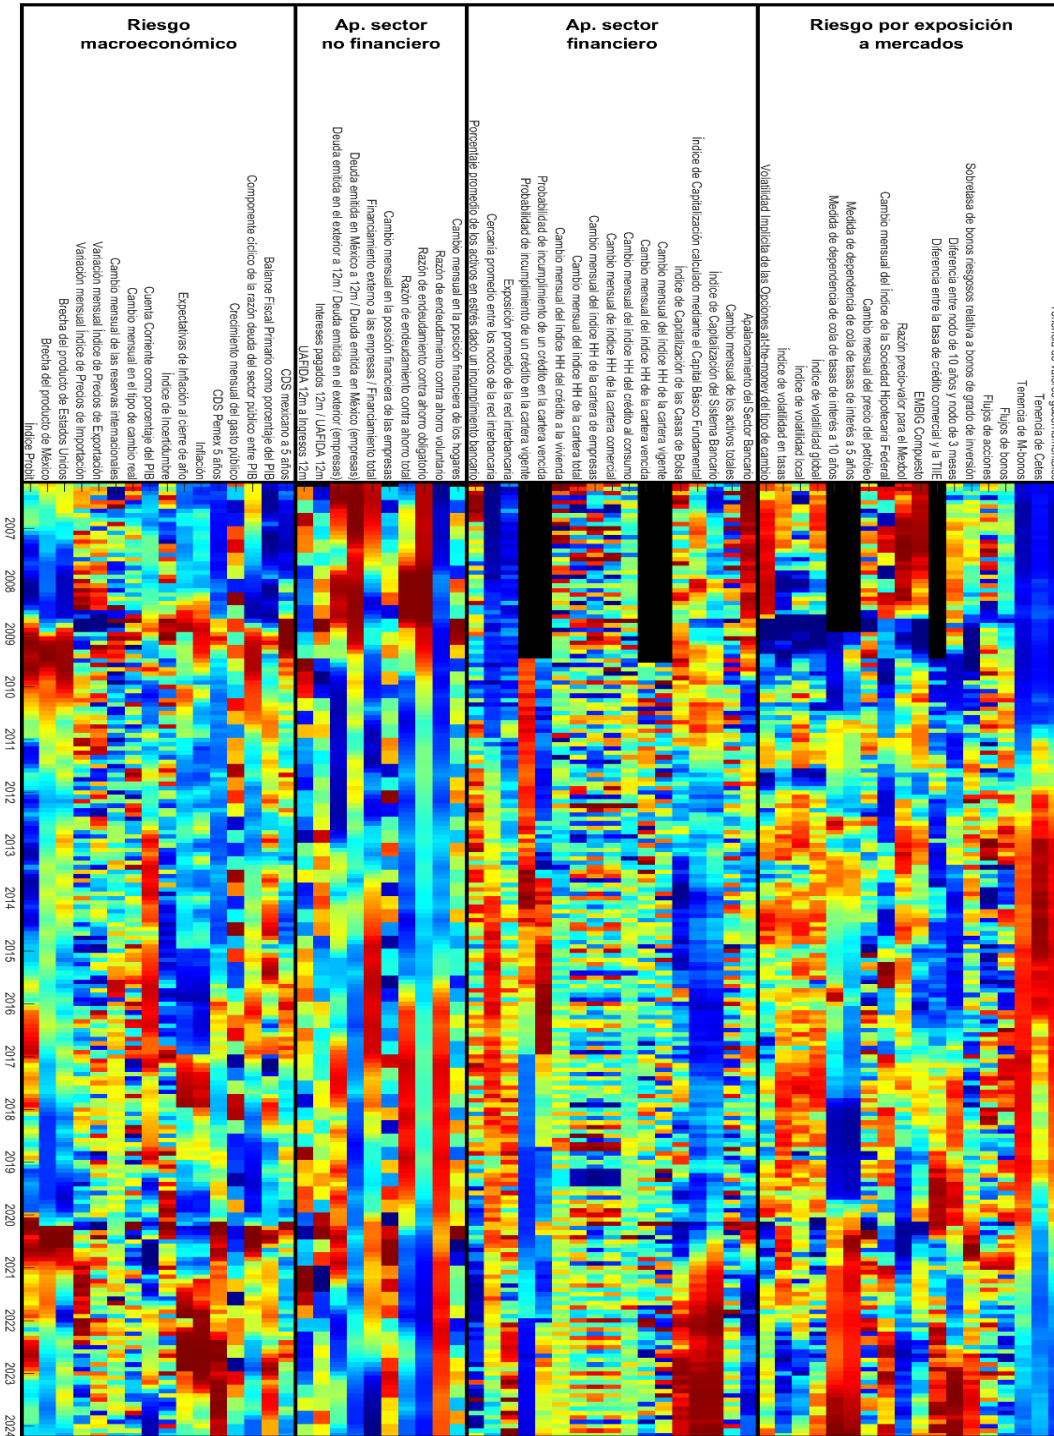 Riesgo
macroeconómico
Ap. sector
no financiero
Ap. sector
financiero
Riesgo por exposición
a mercados
Índice Probit
Brecha del producto de México
Brecha del producto de Estados Unidos
Variación mensual Índice de Precios de Importación
Variación mensual Índice de Precios de Exportación
Cambio mensual de las reservas internacionales
Cambio mensual en el tipo de cambio real
Cuenta Corriente como porcentaje del PIB
Índice de Incertidumbre
Expectativas de inflación al cierre de año
Inflación
CDS Pemex 5 años
Crecimiento mensual del gasto público
Componente cíclico de la razón deuda del sector público entre PIB
Balance Fiscal Primario como porcentaje del PIB
CDS mexicano a 5 años
UAFIDA 12m a Ingresos 12m
Intereses pagados 12m / UAFIDA 12m
Deuda emitida en el exterior a 12m / Deuda emitida en el exterior (empresas)
Deuda emitida en México a 12m / Deuda emitida en México (empresas)
Financiamiento externo a las empresas / Financiamiento total
Cambio mensual en la posición financiera de las empresas
Razón de endeudamiento contra ahorro total
Razón de endeudamiento contra ahorro obligatorio
Razón de endeudamiento contra ahorro voluntario
Cambio mensual en la posición financiera de los hogares
Porcentaje promedio de los activos en estrés dado un incumplimiento bancario
Cercanía promedio entre los nodos de la red interbancaria
Exposición promedio de la red interbancaria
Probabilidad de incumplimiento de un crédito en la cartera vigente
Probabilidad de incumplimiento de un crédito en la cartera vencida
Cambio mensual del índice HH del crédito a la vivienda
Cambio mensual del índice HH de la cartera total
Cambio mensual del índice HH de la cartera de empresas
Cambio mensual de índice HH de la cartera comercial
Cambio mensual del índice HH del crédito al consumo
Cambio mensual del índice HH de la cartera vencida
Cambio mensual del índice HH de la cartera vigente
Índice de Capitalización de las Casas de Bolsa
Índice de Capitalización calculado mediante el Capital Básico Fundamental
Índice de Capitalización del Sistema Bancario
Cambio mensual de los activos totales
Apalancamiento del Sector Bancario
Volatilidad Implícita de las Opciones at-the-money del tipo de cambio
Índice de volatilidad en tasas
Índice de volatilidad local
Índice de volatilidad global
Medida de dependencia de cola de tasas de interés a 10 años
Medida de dependencia de cola de tasas de interés a 5 años
Cambio mensual del precio del petróleo
Cambio mensual del Índice de la Sociedad Hipotecaria Federal
Razón precio-valor para el Mexbol
EMBIG Compuesto
Diferencia entre la tasa de crédito comercial y la TIIE
Diferencia entre nodo de 10 años y nodo de 3 meses
Sobretasa de bonos riesgosos relativa a bonos de grado de inversión
Flujos de acciones
Flujos de bonos
Tenencia de M-bonos
Tenencia de Cetes
2007
2008
2009
2010
2011
2012
2013
2014
2015
2016
2017
2018
2019
2020
2021
2022
2023
2024